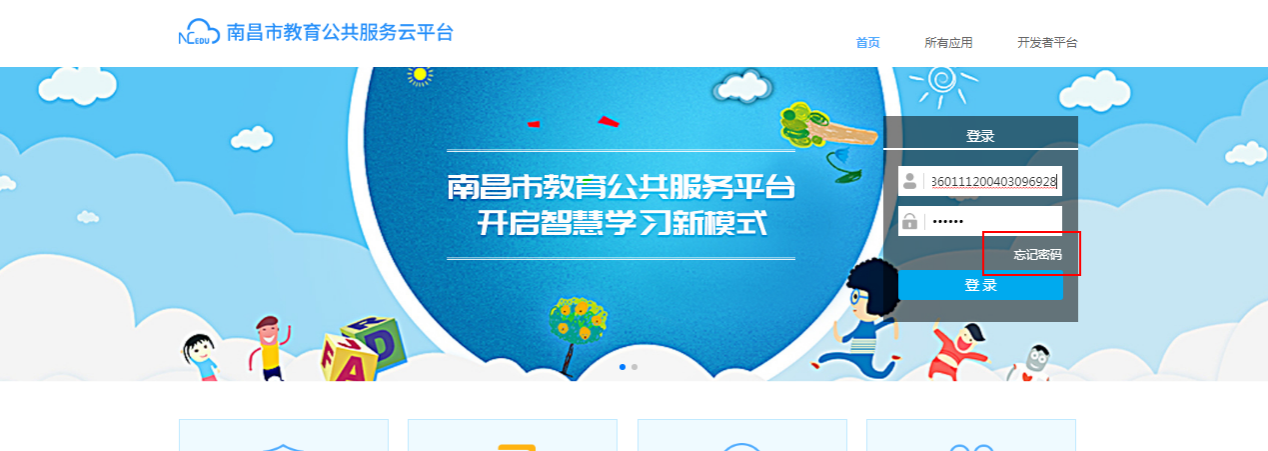 NCEDU 南昌市教育公共服务云平台
首页 所有应用 开发者平台
南昌市教育公共服务平台
开启智慧学习新模式
登录
360111200403096928
••••••
忘记密码
登 录
D
A